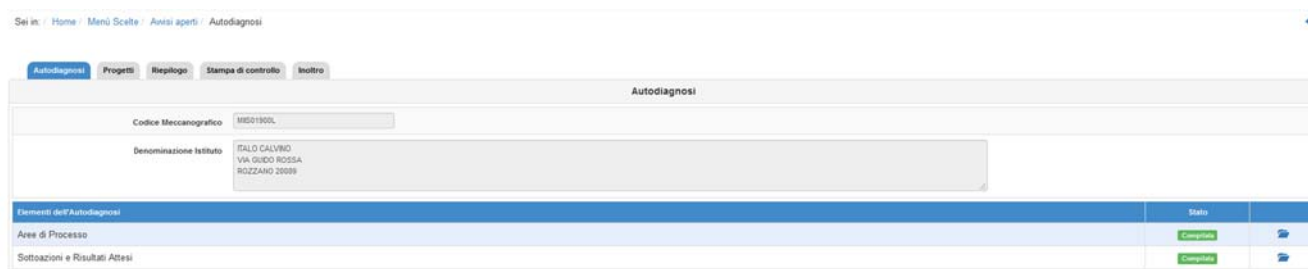 Sei in: / Home / Menù Scelte / Avvisi aperti / Autodiagnosi
Autodiagnosi Progetti Riepilogo Stampa di controllo Inoltro
Autodiagnosi
Codice Meccanografico MIIS01900L
Denominazione Istituto ITALO CALVINO
VIA GUIDO ROSSA
ROZZANO 20089
Elementi dell'Autodiagnosi Stato
Aree di Processo Compilata
Sottoazioni e Risultati Attesi Compilata